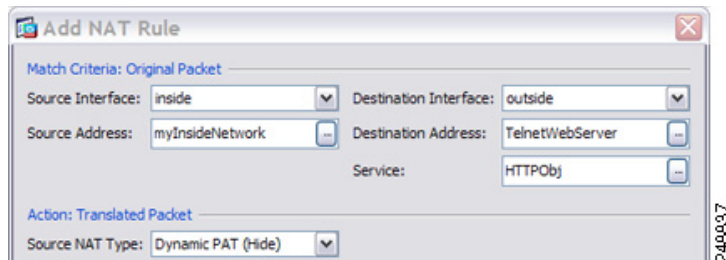 Add NAT Rule
Match Criteria: Original Packet
Source Interface: inside Destination Interface: outside
Source Address: myInsideNetwork ... Destination Address: TelnetWebServer ...
Service: HTTPObj ...
Action: Translated Packet
Source NAT Type: Dynamic PAT (Hide)
248837